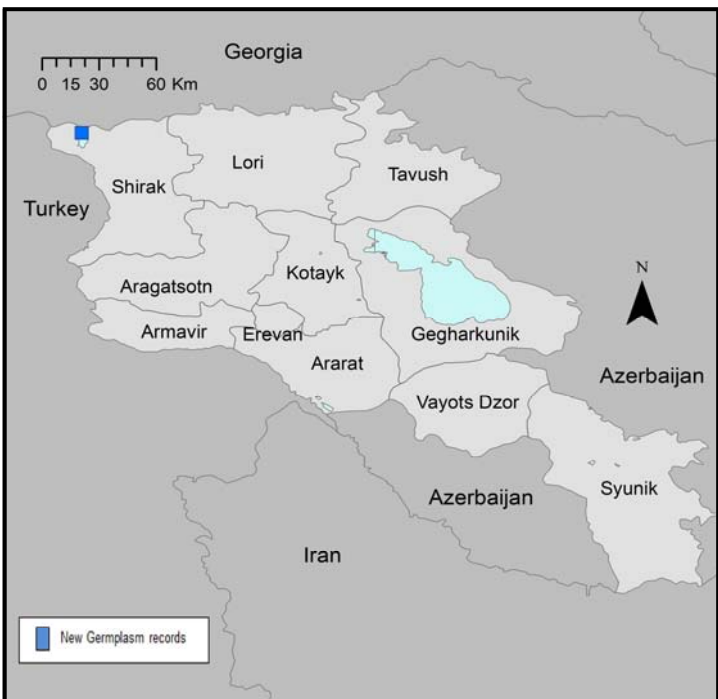 Georgia
0 15 30 60 Km
Lori
Tavush
Shirak
Turkey
Kotayk
N
Aragatsotn
Armavir
Erevan
Gegharkunik
Ararat
Azerbaijan
Vayots Dzor
Syunik
Azerbaijan
Iran
New Germplasm records